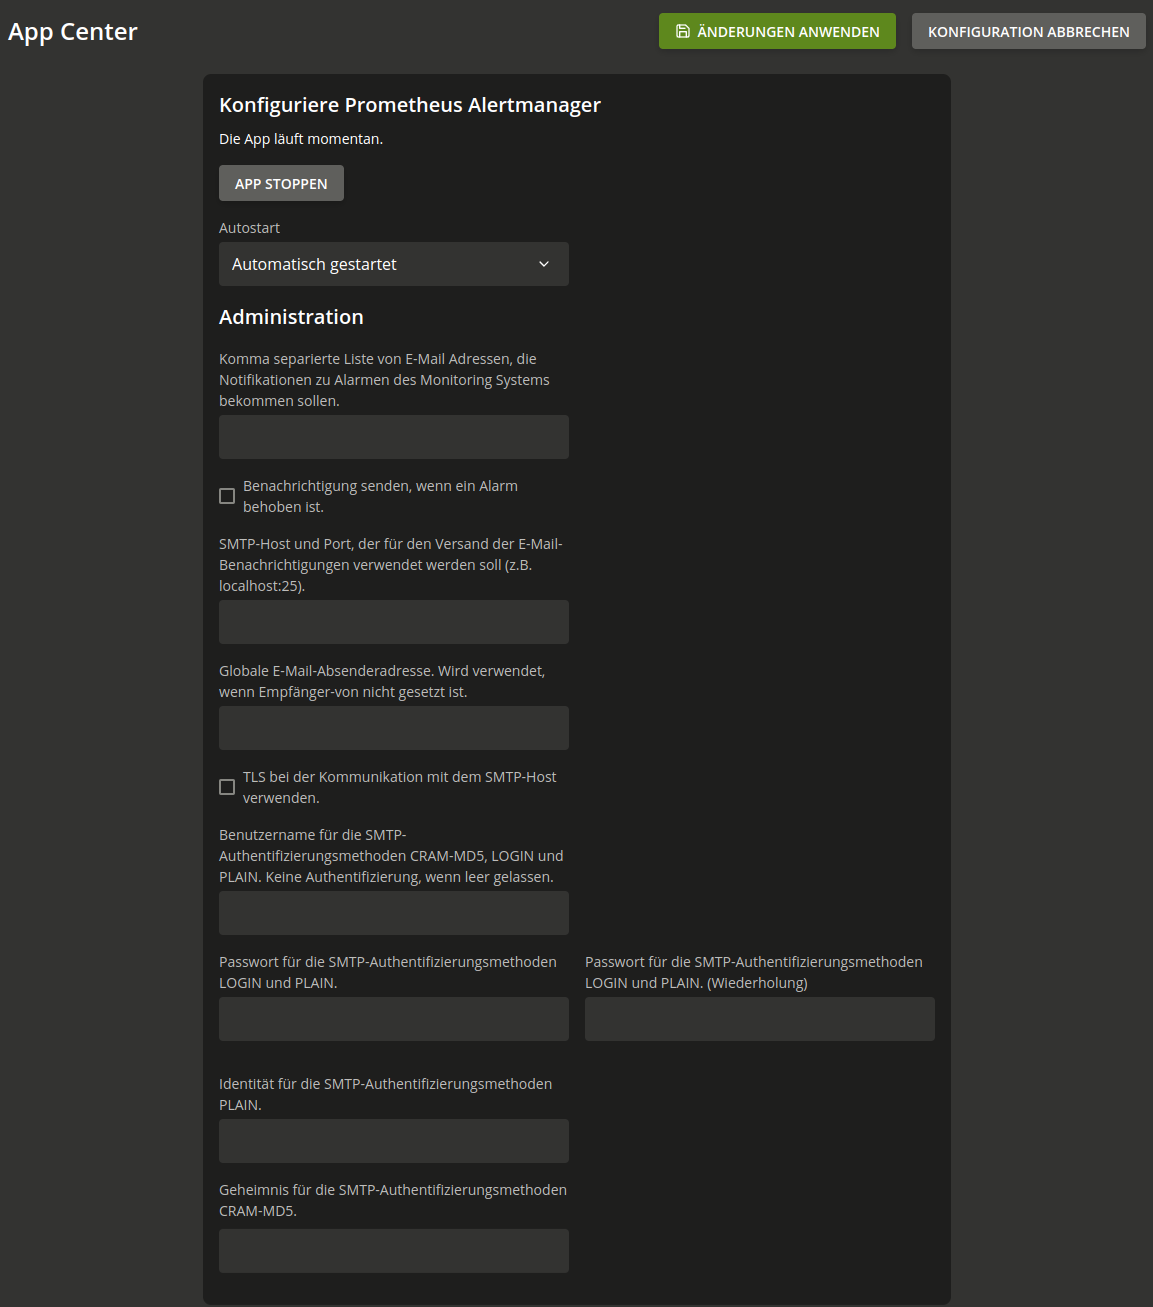 App Center
ÄNDERUNGEN ANWENDEN
KONFIGURATION ABBRECHEN
Konfiguriere Prometheus Alertmanager
Die App läuft momentan.
APP STOPPEN
Autostart
Automatisch gestartet
Administration
Komma separierte Liste von E-Mail Adressen, die
Notifikationen zu Alarmen des Monitoring Systems
bekommen sollen.
Benachrichtigung senden, wenn ein Alarm
behoben ist.
SMTP-Host und Port, der für den Versand der E-Mail-
Benachrichtigungen verwendet werden soll (z.B.
localhost:25).
Globale E-Mail-Absenderadresse. Wird verwendet,
wenn Empfänger-von nicht gesetzt ist.
TLS bei der Kommunikation mit dem SMTP-Host
verwenden.
Benutzername für die SMTP-
Authentifizierungsmethoden CRAM-MD5, LOGIN und
PLAIN. Keine Authentifizierung, wenn leer gelassen.
Passwort für die SMTP-Authentifizierungsmethoden
LOGIN und PLAIN.
Passwort für die SMTP-Authentifizierungsmethoden
LOGIN und PLAIN. (Wiederholung)
Identität für die SMTP-Authentifizierungsmethoden
PLAIN.
Geheimnis für die SMTP-Authentifizierungsmethoden
CRAM-MD5.